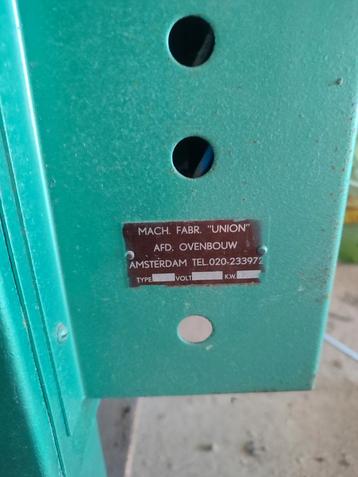 MACH. FABR. "UNION"
AFD. OVENBOUW
AMSTERDAM TEL.020-233972
TYPE VOLT K.W.